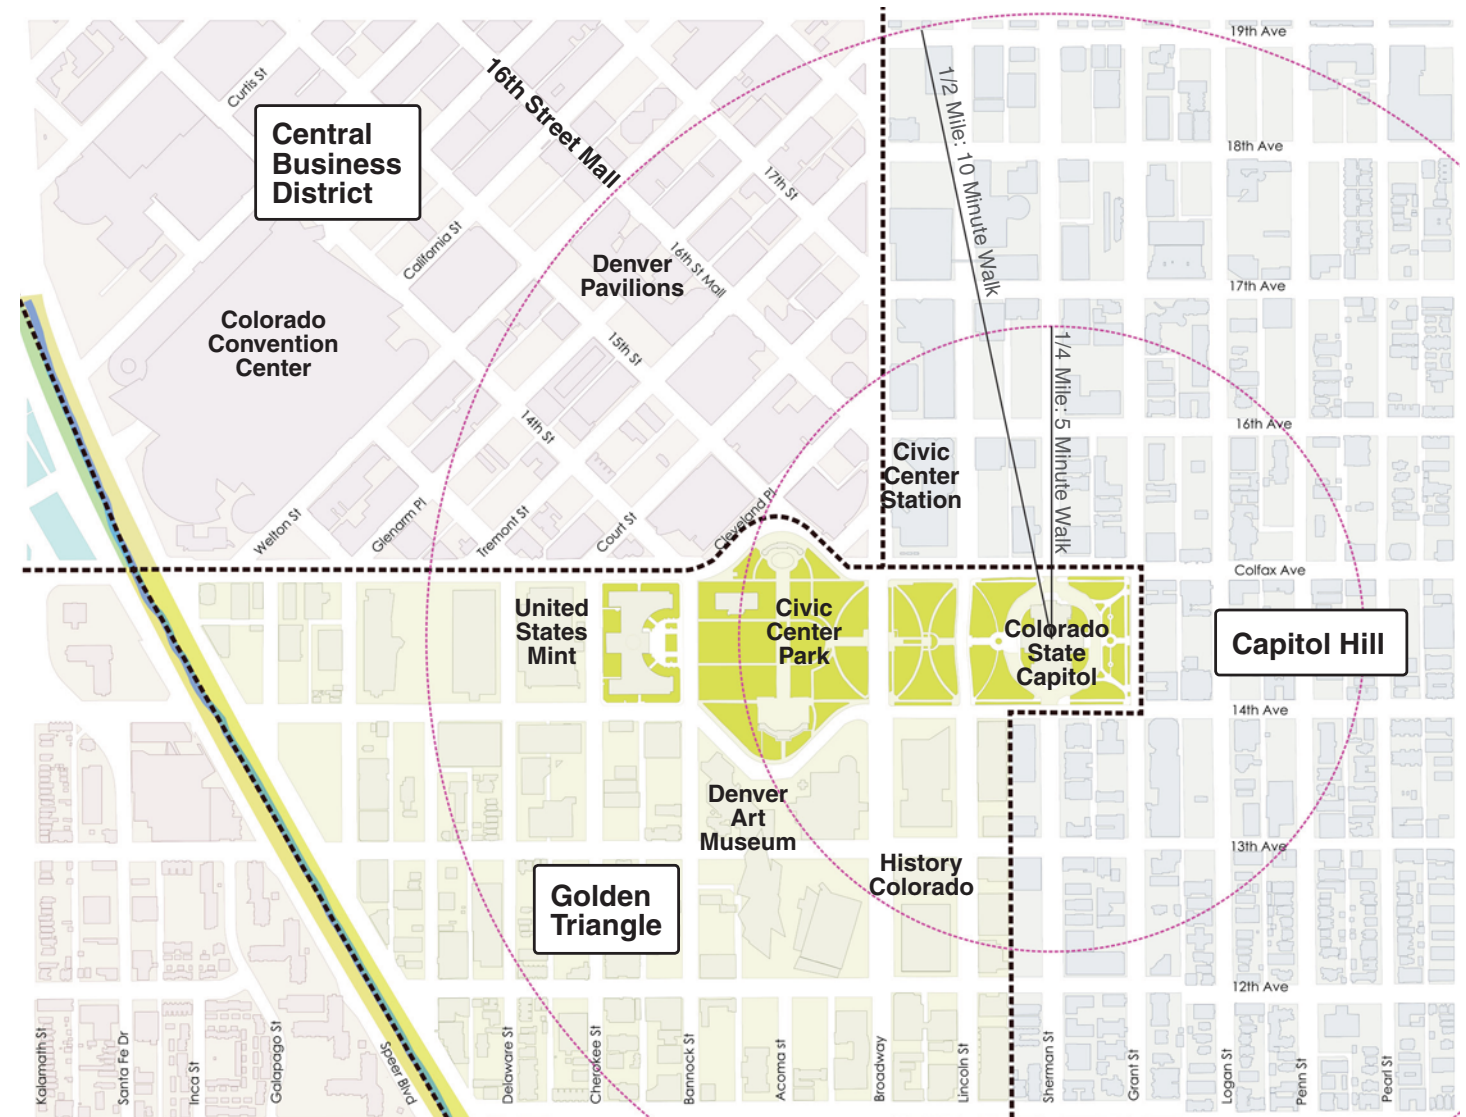 19th Ave
Curtis St
16th Street Mall
1/2 Mile: 10 Minute Walk
Central
Business
District
18th Ave
17th St
California St
16th St Mall
Denver
Pavilions
17th Ave
Colorado
Convention
Center
15th St
1/4 Mile: 5 Minute Walk
14th St
16th Ave
Civic
Center
Station
Welton St
Glenarm Pl
Tremont St
Court St
Cleveland Pl
Colfax Ave
United
States
Mint
Civic
Center
Park
Colorado
State
Capitol
Capitol Hill
14th Ave
Denver
Art
Museum
13th Ave
History
Colorado
Golden
Triangle
12th Ave
Kalamath St
Santa Fe Dr
Inca St
Galapago St
Speer Blvd
Delaware St
Cherokee St
Bannock St
Acoma st
Broadway
Lincoln St
Sherman St
Grant St
Logan St
Penn St
Pearl St